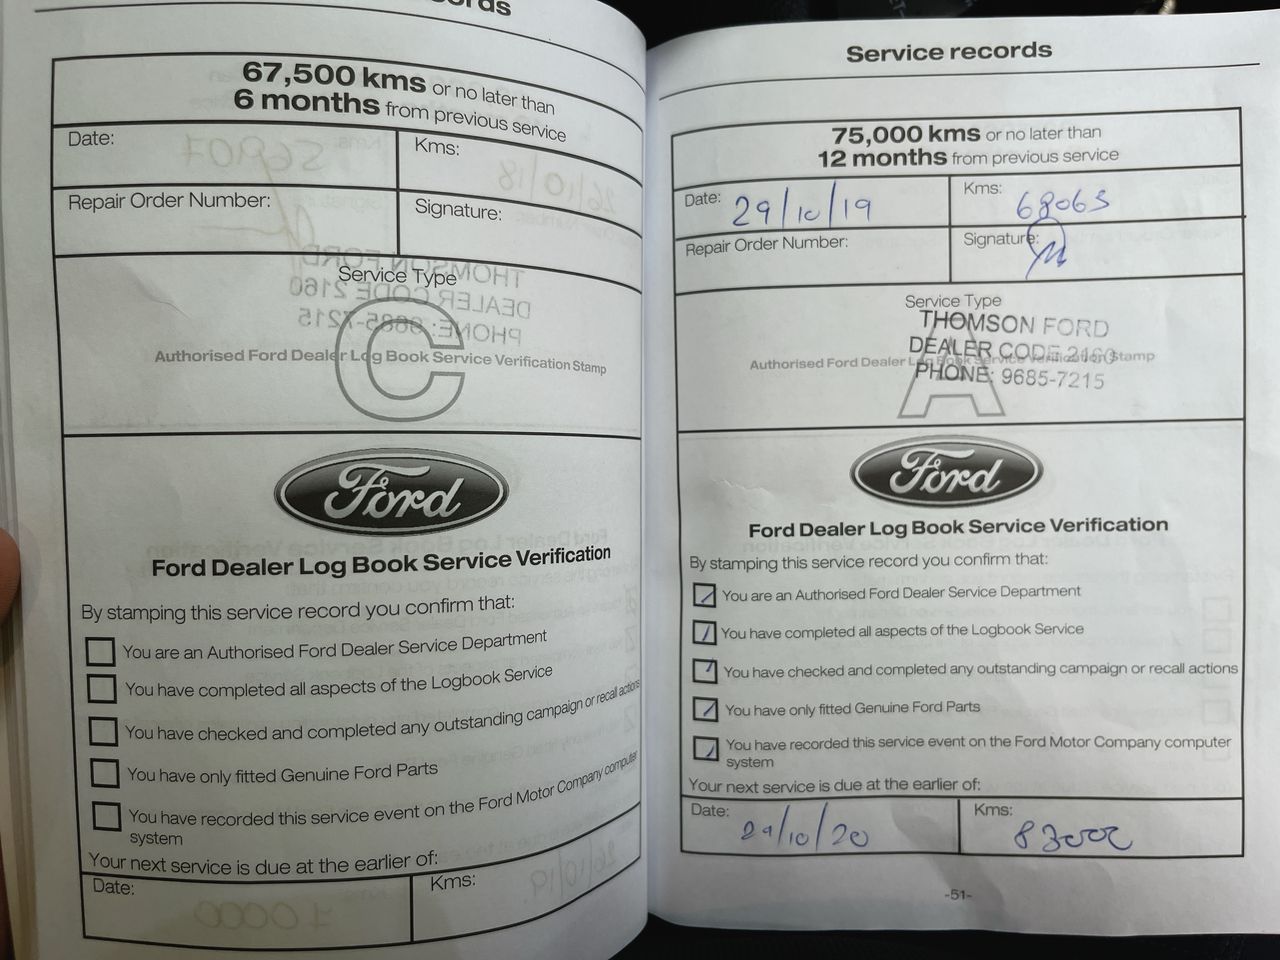 67,500 kms or no later than
6 months from previous service
Date:
Kms:
Repair Order Number:
Signature:
Service Type
C
Authorised Ford Dealer Log Book Service Verification Stamp
Ford
Ford Dealer Log Book Service Verification
By stamping this service record you confirm that:
You are an Authorised Ford Dealer Service Department
You have completed all aspects of the Logbook Service
You have checked and completed any outstanding campaign or recall actions
You have only fitted Genuine Ford Parts
You have recorded this service event on the Ford Motor Company computer
system
Your next service is due at the earlier of:
Date:
Kms:
Service records
75,000 kms or no later than
12 months from previous service
Date: 29/10/19
Kms: 68063
Repair Order Number:
Signature:
Service Type
A
THOMSON FORD
DEALER CODE 2160
Authorised Ford Dealer Log Book Service Verification Stamp
PHONE: 9685-7215
Ford
Ford Dealer Log Book Service Verification
By stamping this service record you confirm that:
You are an Authorised Ford Dealer Service Department
You have completed all aspects of the Logbook Service
You have checked and completed any outstanding campaign or recall actions
You have only fitted Genuine Ford Parts
You have recorded this service event on the Ford Motor Company computer
system
Your next service is due at the earlier of:
Date: 29/10/20
Kms: 83000
-51-